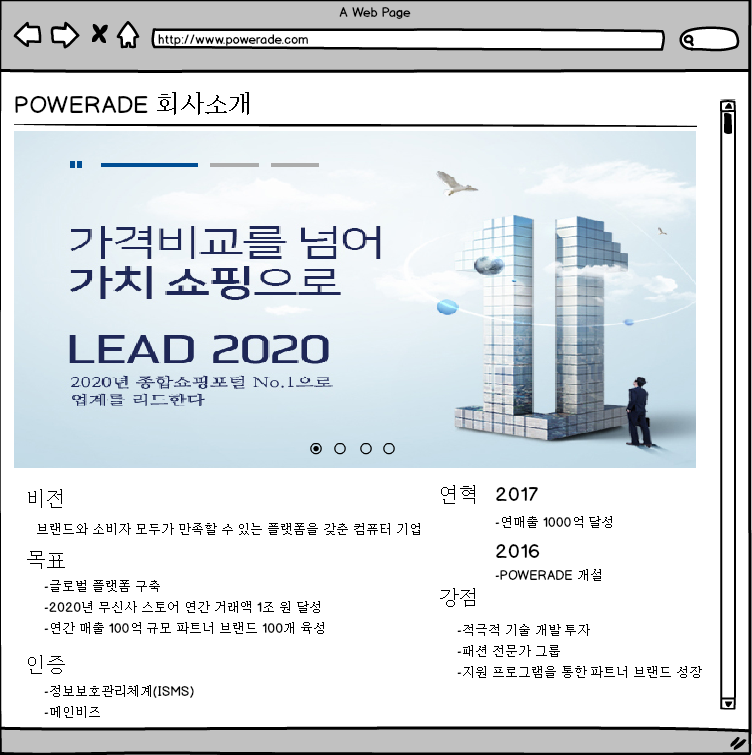 A Web Page
http://www.powerade.com
POWERADE 회사소개
가격비교를 넘어
가치 쇼핑으로
LEAD 2020
2020년 종합쇼핑포털 No.1으로
업계를 리드한다
비전
브랜드와 소비자 모두가 만족할 수 있는 플랫폼을 갖춘 컴퓨터 기업
목표
-글로벌 플랫폼 구축
-2020년 무신사 스토어 연간 거래액 1조 원 달성
-연간 매출 100억 규모 파트너 브랜드 100개 육성
인증
-정보보호관리체계(ISMS)
-메인비즈
연혁 2017
-연매출 1000억 달성
2016
-POWERADE 개설
강점
-적극적 기술 개발 투자
-패션 전문가 그룹
-지원 프로그램을 통한 파트너 브랜드 성장